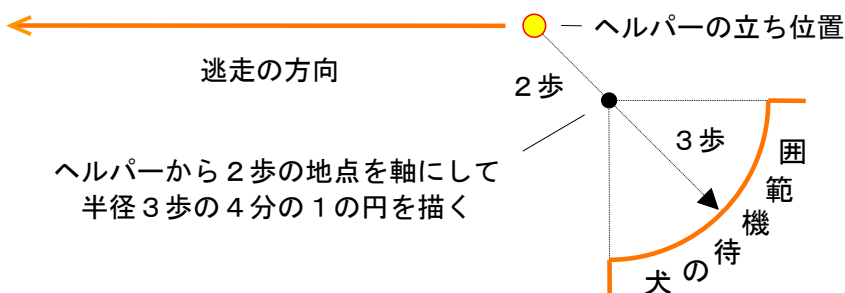 ヘルパーの立ち位置
逃走の方向
2歩
3歩
ヘルパーから2歩の地点を軸にして
半径3歩の4分の1の円を描く
犬の待機範囲